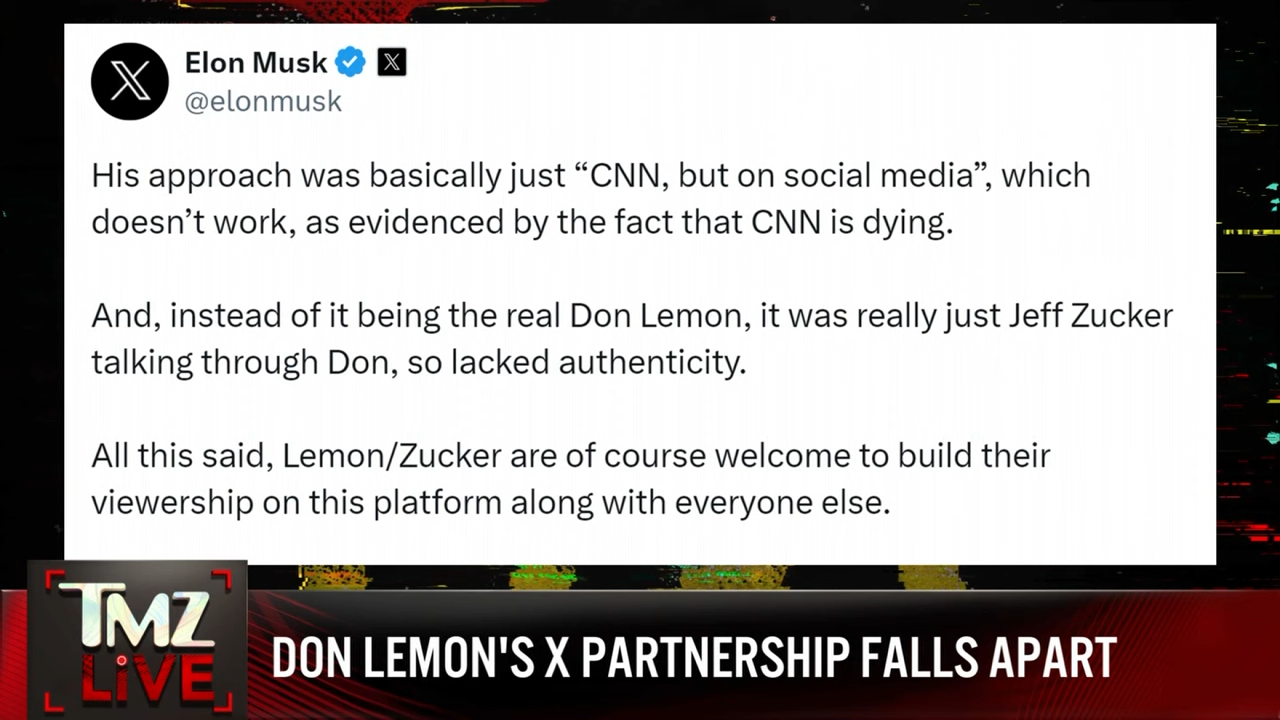 Elon Musk
@elonmusk
His approach was basically just “CNN, but on social media”, which
doesn’t work, as evidenced by the fact that CNN is dying.
And, instead of it being the real Don Lemon, it was really just Jeff Zucker
talking through Don, so lacked authenticity.
All this said, Lemon/Zucker are of course welcome to build their
viewership on this platform along with everyone else.
TMZ
LiVE
DON LEMON'S X PARTNERSHIP FALLS APART